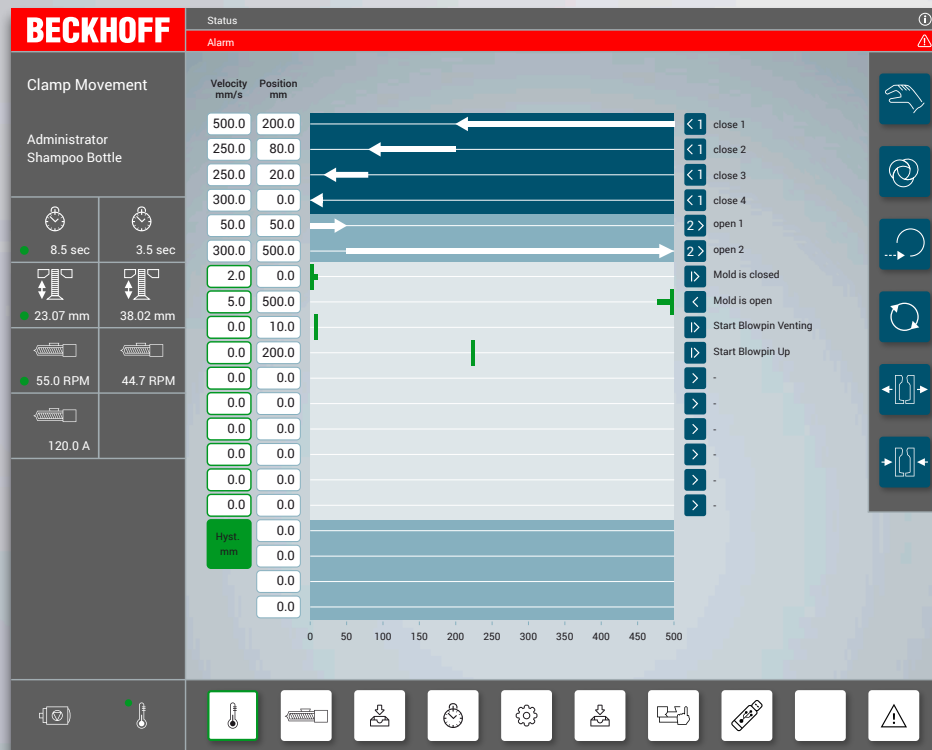 BECKHOFF
Status
Alarm
Clamp Movement
Administrator
Shampoo Bottle
8.5 sec
3.5 sec
23.07 mm
38.02 mm
55.0 RPM
44.7 RPM
120.0 A
Velocity Position
mm/s mm
500.0 200.0 < 1 close 1
250.0 80.0 < 1 close 2
250.0 20.0 < 1 close 3
300.0 0.0 < 1 close 4
50.0 50.0 2 > open 1
300.0 500.0 2 > open 2
2.0 0.0 |> Mold is closed
5.0 500.0 < Mold is open
0.0 10.0 |> Start Blowpin Venting
0.0 200.0 |> Start Blowpin Up
0.0 0.0 > -
0.0 0.0 > -
0.0 0.0 > -
0.0 0.0 > -
0.0 0.0 > -
0.0 0.0 > -
Hyst.
mm
0.0
0.0
0.0
0.0
0 50 100 150 200 250 300 350 400 450 500